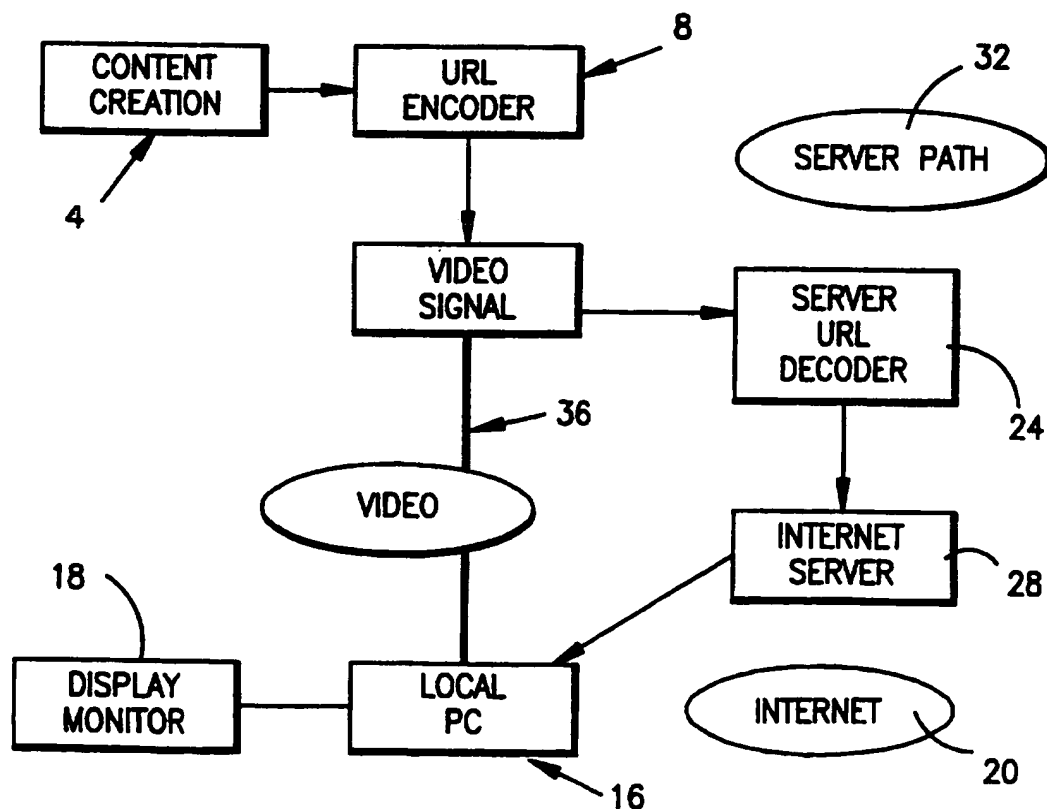 CONTENT
CREATION
4
URL
ENCODER
8
32
SERVER PATH
VIDEO
SIGNAL
SERVER
URL
DECODER
24
36
VIDEO
INTERNET
SERVER
28
18
DISPLAY
MONITOR
LOCAL
PC
16
INTERNET
20